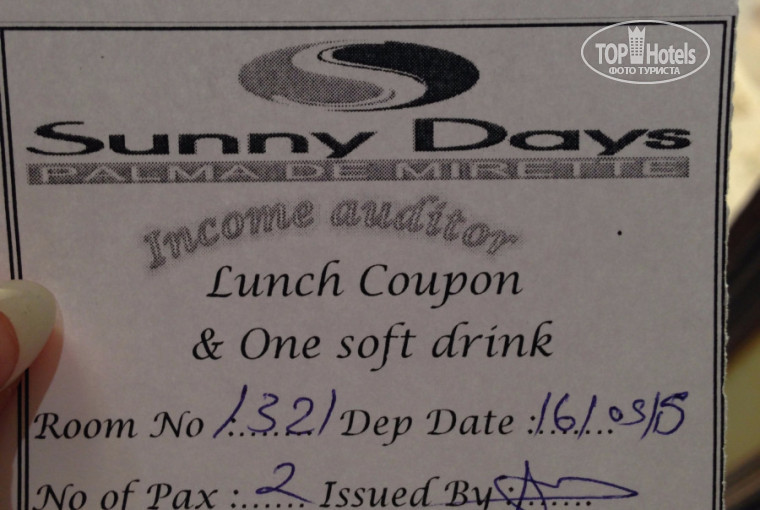 TOP Hotels
ФОТО ТУРИСТА
Sunny Days
PALMA DE MIRETTE
Income auditor
Lunch Coupon
& One soft drink
Room No : 1321 Dep Date : 16/05/15
No of Pax : 2 Issued By :